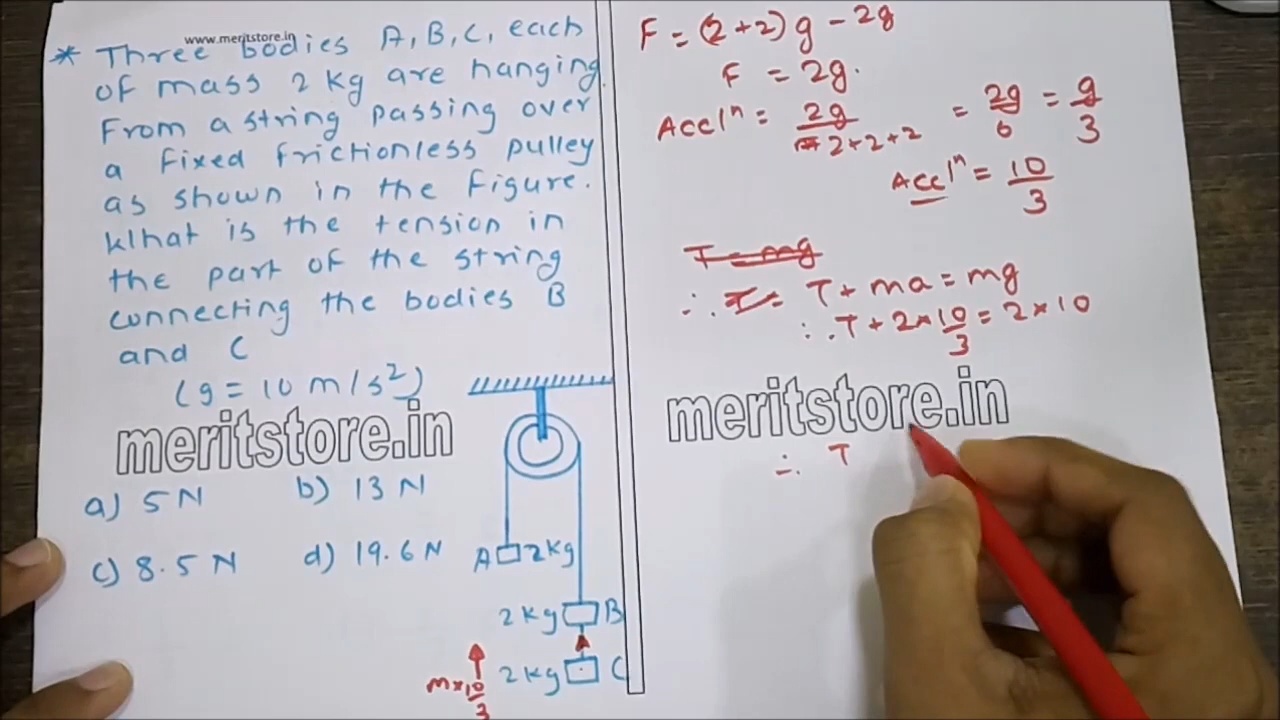 www.meritstore.in
* Three bodies A, B, C, each
of mass 2 kg are hanging
From a string passing over
a fixed frictionless pulley
as shown in the figure.
What is the tension in
the part of the string
connecting the bodies B
and C
(g = 10 m/s²)
meritstore.in
a) 5 N b) 13 N
c) 8.5 N d) 19.6 N
A 2kg
2kg B
2kg C
m×10/3
F = (2+2)g - 2g
F = 2g.
Acclⁿ = 2g/2+2+2 = 2g/6 = g/3
Acclⁿ = 10/3
T = mg
∴ T = T + ma = mg
∴ T + 2×10/3 = 2×10
meritstore.in
∴ T